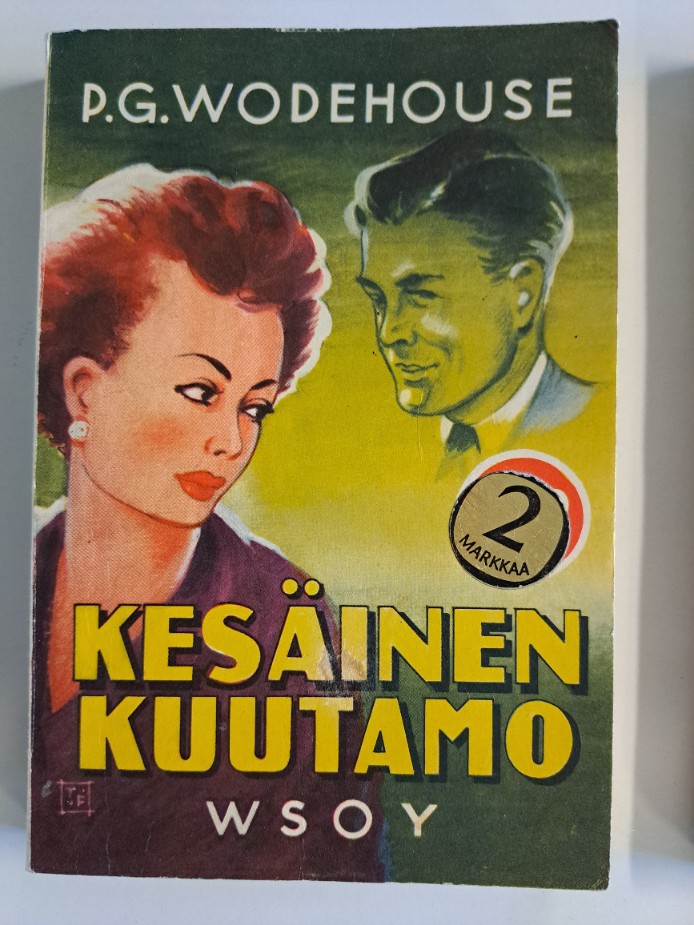 P.G. WODEHOUSE
2
MARKKAA
KESÄINEN
KUUTAMO
WSOY